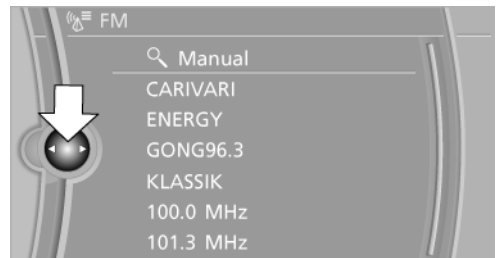 FM
Manual
CARIVARI
ENERGY
GONG96.3
KLASSIK
100.0 MHz
101.3 MHz